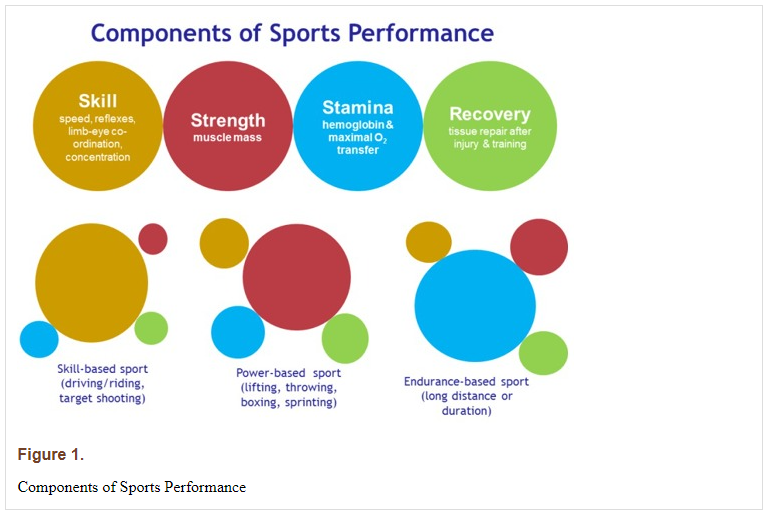 Components of Sports Performance
Skill
speed, reflexes,
limb-eye co-
ordination,
concentration
Strength
muscle mass
Stamina
hemoglobin &
maximal O₂
transfer
Recovery
tissue repair after
injury & training
Skill-based sport
(driving/riding,
target shooting)
Power-based sport
(lifting, throwing,
boxing, sprinting)
Endurance-based sport
(long distance or
duration)
Figure 1.
Components of Sports Performance